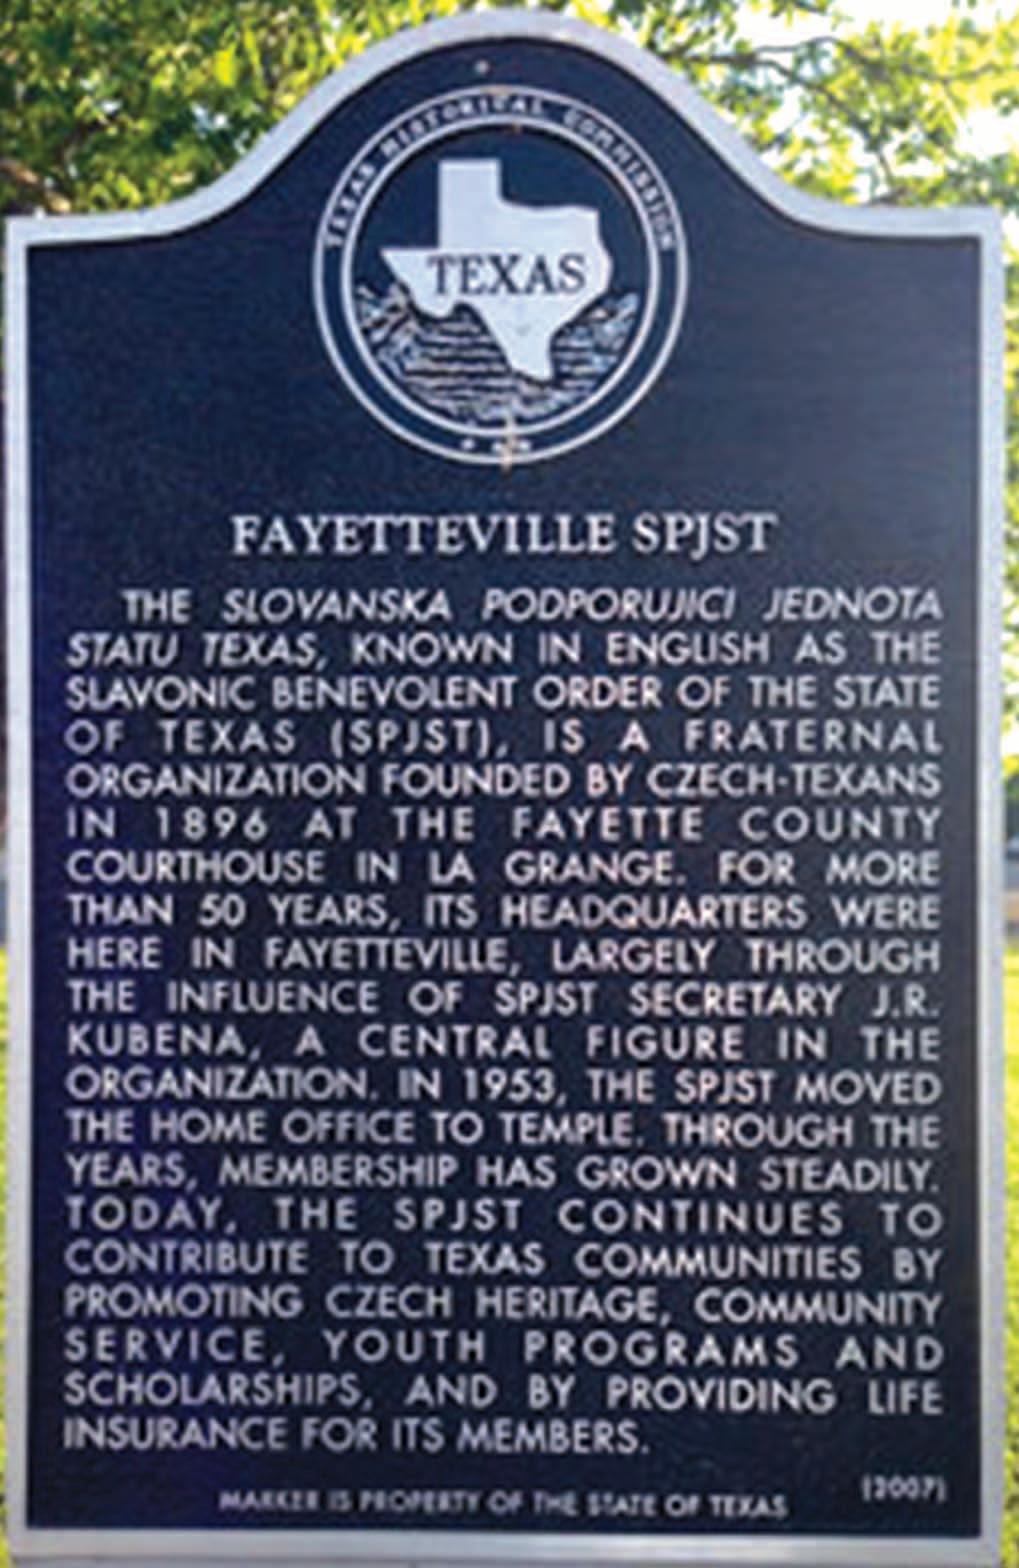 TEXAS HISTORICAL COMMISSION
TEXAS
FAYETTEVILLE SPJST
THE SLOVANSKA PODPORUJICI JEDNOTA
STATU TEXAS, KNOWN IN ENGLISH AS THE
SLAVONIC BENEVOLENT ORDER OF THE STATE
OF TEXAS (SPJST), IS A FRATERNAL
ORGANIZATION FOUNDED BY CZECH-TEXANS
IN 1896 AT THE FAYETTE COUNTY
COURTHOUSE IN LA GRANGE. FOR MORE
THAN 50 YEARS, ITS HEADQUARTERS WERE
HERE IN FAYETTEVILLE, LARGELY THROUGH
THE INFLUENCE OF SPJST SECRETARY J.R.
KUBENA, A CENTRAL FIGURE IN THE
ORGANIZATION. IN 1953, THE SPJST MOVED
THE HOME OFFICE TO TEMPLE. THROUGH THE
YEARS, MEMBERSHIP HAS GROWN STEADILY.
TODAY, THE SPJST CONTINUES TO
CONTRIBUTE TO TEXAS COMMUNITIES BY
PROMOTING CZECH HERITAGE, COMMUNITY
SERVICE, YOUTH PROGRAMS AND
SCHOLARSHIPS, AND BY PROVIDING LIFE
INSURANCE FOR ITS MEMBERS.
(2007)
MARKER IS PROPERTY OF THE STATE OF TEXAS